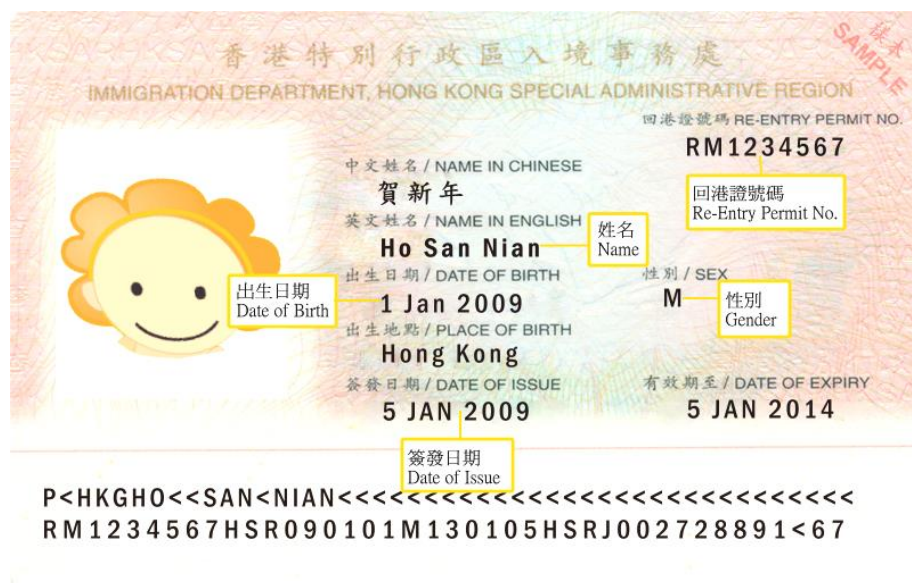 樣本
SAMPLE
香港特別行政區入境事務處
IMMIGRATION DEPARTMENT, HONG KONG SPECIAL ADMINISTRATIVE REGION
回港證號碼 RE-ENTRY PERMIT NO.
RM1234567
回港證號碼
Re-Entry Permit No.
中文姓名 / NAME IN CHINESE
賀新年
英文姓名 / NAME IN ENGLISH
Ho San Nian
姓名
Name
出生日期 / DATE OF BIRTH
1 Jan 2009
出生日期
Date of Birth
性別 / SEX
M
性別
Gender
出生地點 / PLACE OF BIRTH
Hong Kong
簽發日期 / DATE OF ISSUE
5 JAN 2009
簽發日期
Date of Issue
有效期至 / DATE OF EXPIRY
5 JAN 2014
P<HKGHO<<SAN<NIAN<<<<<<<<<<<<<<<<<<<<<<<<<<<
RM1234567HSR090101M130105HSRJ002728891<67